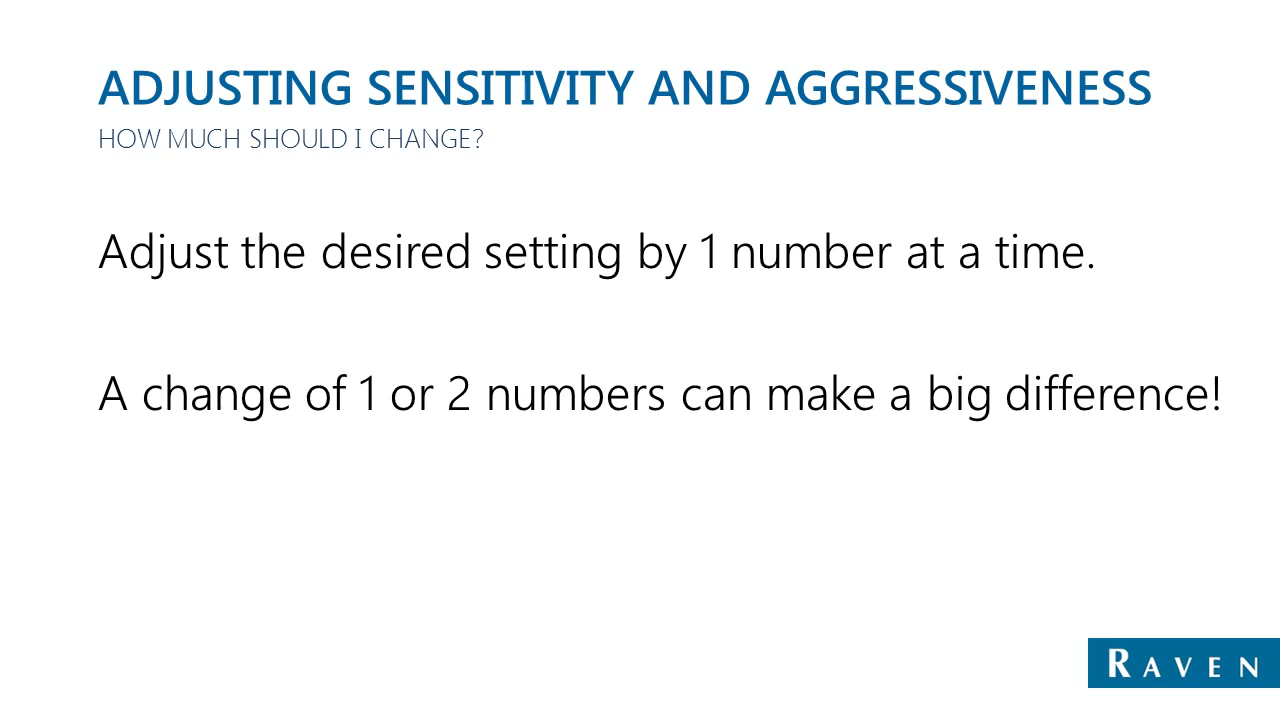 ADJUSTING SENSITIVITY AND AGGRESSIVENESS
HOW MUCH SHOULD I CHANGE?
Adjust the desired setting by 1 number at a time.
A change of 1 or 2 numbers can make a big difference!
RAVEN